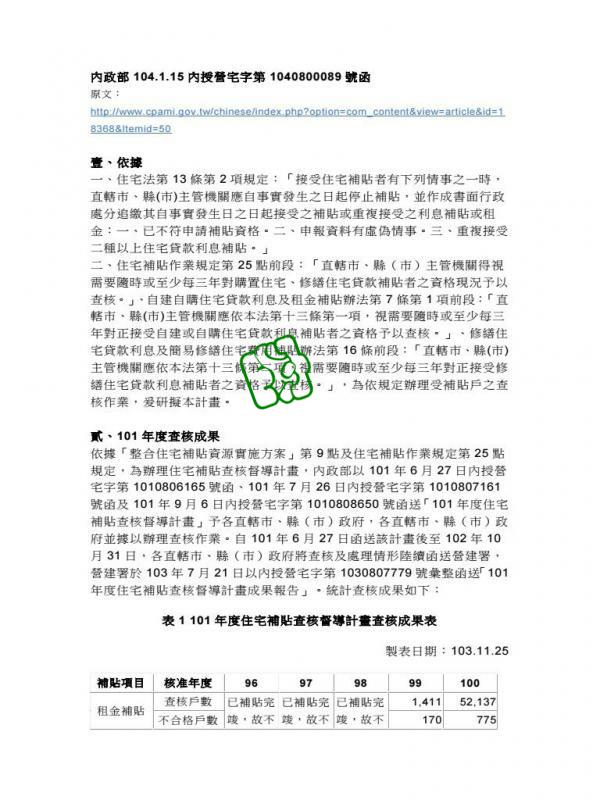 內政部 104.1.15 內授營宅字第 1040800089 號函
原文：
http://www.cpami.gov.tw/chinese/index.php?option=com_content&view=article&id=1
8368&Itemid=50
壹、依據
一、住宅法第 13 條第 2 項規定：「接受住宅補貼者有下列情事之一時，
直轄市、縣(市)主管機關應自事實發生之日起停止補貼，並作成書面行政
處分追繳其自事實發生日之日起接受之補貼或重複接受之利息補貼或租
金：一、已不符申請補貼資格。二、申報資料有虛偽情事。三、重複接受
二種以上住宅貸款利息補貼。」
二、住宅補貼作業規定第 25 點前段：「直轄市、縣（市）主管機關得視
需要隨時或至少每三年對購置住宅、修繕住宅貸款補貼者之資格現況予以
查核。」、自建自購住宅貸款利息及租金補貼辦法第 7 條第 1 項前段：「直
轄市、縣(市)主管機關應依本法第十三條第一項，視需要隨時或至少每三
年對正接受自建或自購住宅貸款利息補貼者之資格予以查核。」、修繕住
宅貸款利息及簡易修繕住宅費用補貼辦法第 16 條前段：「直轄市、縣(市)
主管機關應依本法第十三條第二項，視需要隨時或至少每三年對正接受修
繕住宅貸款利息補貼者之資格予以查核。」，為依規定辦理受補貼戶之查
核作業，爰研擬本計畫。
貳、101 年度查核成果
依據「整合住宅補貼資源實施方案」第 9 點及住宅補貼作業規定第 25 點
規定，為辦理住宅補貼查核督導計畫，內政部以 101 年 6 月 27 日內授營
宅字第 1010806165 號函、101 年 7 月 26 日內授營宅字第 1010807161
號函及 101 年 9 月 6 日內授營宅字第 1010808650 號函送「101 年度住宅
補貼查核督導計畫」予各直轄市、縣（市）政府，各直轄市、縣（市）政
府並據以辦理查核作業。自 101 年 6 月 27 日函送該計畫後至 102 年 10
月 31 日，各直轄市、縣（市）政府將查核及處理情形陸續函送營建署，
營建署於 103 年 7 月 21 日以內授營宅字第 1030807779 號彙整函送「101
年度住宅補貼查核督導計畫成果報告」。統計查核成果如下：
表 1 101 年度住宅補貼查核督導計畫查核成果表
製表日期：103.11.25
補貼項目 核准年度 96 97 98 99 100
租金補貼 查核戶數 已補貼完 已補貼完 已補貼完 1,411 52,137
不合格戶數 竣，故不 竣，故不 竣，故不 170 775